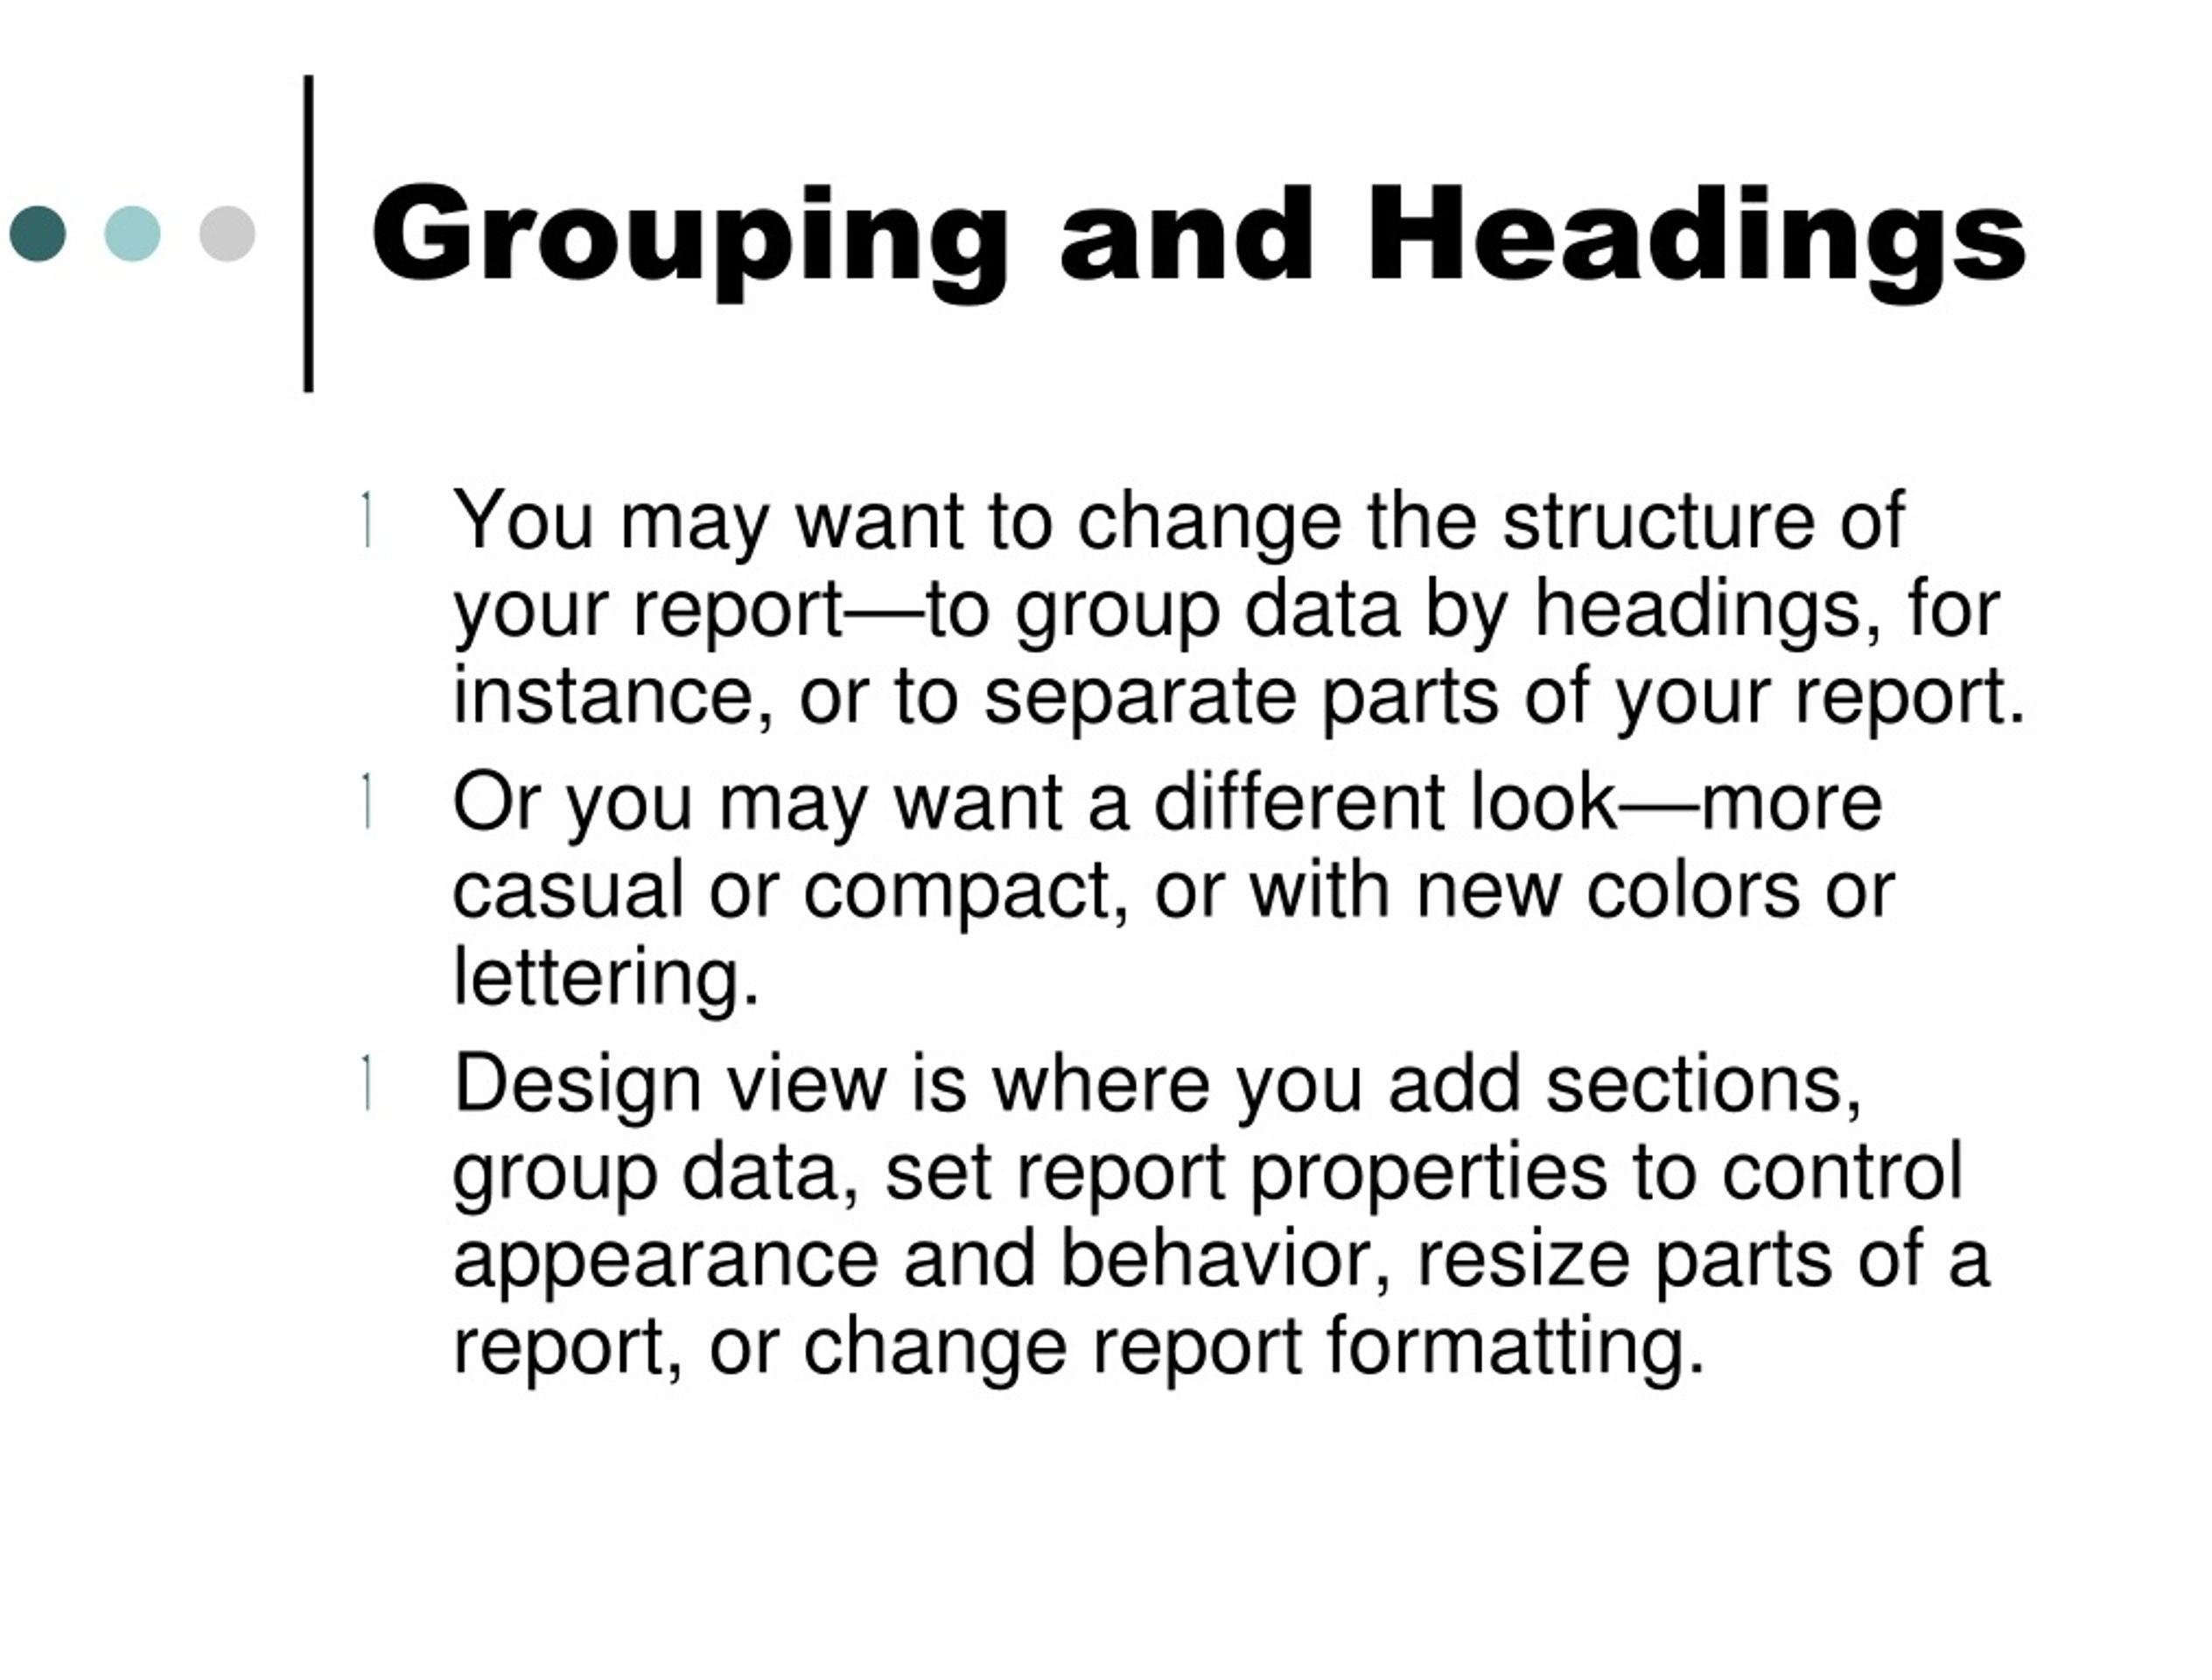 Grouping and Headings
1 You may want to change the structure of
your report—to group data by headings, for
instance, or to separate parts of your report.
1 Or you may want a different look—more
casual or compact, or with new colors or
lettering.
1 Design view is where you add sections,
group data, set report properties to control
appearance and behavior, resize parts of a
report, or change report formatting.